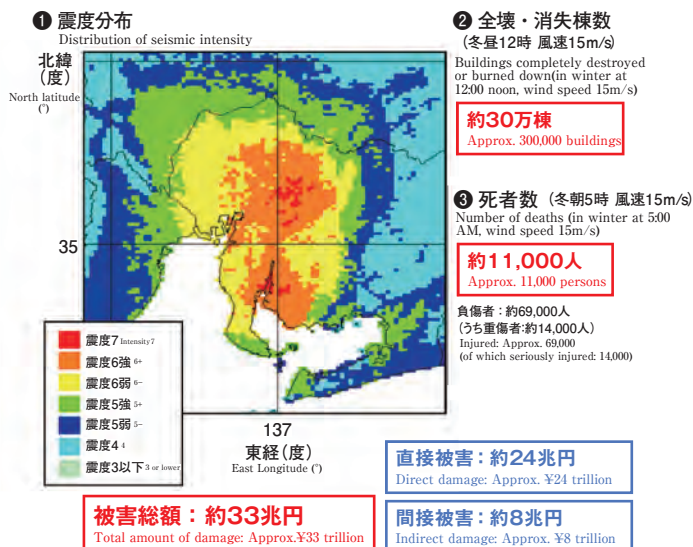 ❶ 震度分布
Distribution of seismic intensity
北緯
(度)
North latitude
(°)
35
137
東経(度)
East Longitude (°)
震度7 Intensity7
震度6強 6+
震度6弱 6−
震度5強 5+
震度5弱 5−
震度4 4
震度3以下 3 or lower
❷ 全壊・消失棟数
(冬昼12時 風速15m/s)
Buildings completely destroyed
or burned down(in winter at
12:00 noon, wind speed 15m/s)
約30万棟
Approx. 300,000 buildings
❸ 死者数 (冬朝5時 風速15m/s)
Number of deaths (in winter at 5:00
AM, wind speed 15m/s)
約11,000人
Approx. 11,000 persons
負傷者:約69,000人
(うち重傷者:約14,000人)
Injured: Approx. 69,000
(of which seriously injured: 14,000)
被害総額:約33兆円
Total amount of damage: Approx.¥33 trillion
直接被害:約24兆円
Direct damage: Approx. ¥24 trillion
間接被害:約8兆円
Indirect damage: Approx. ¥8 trillion